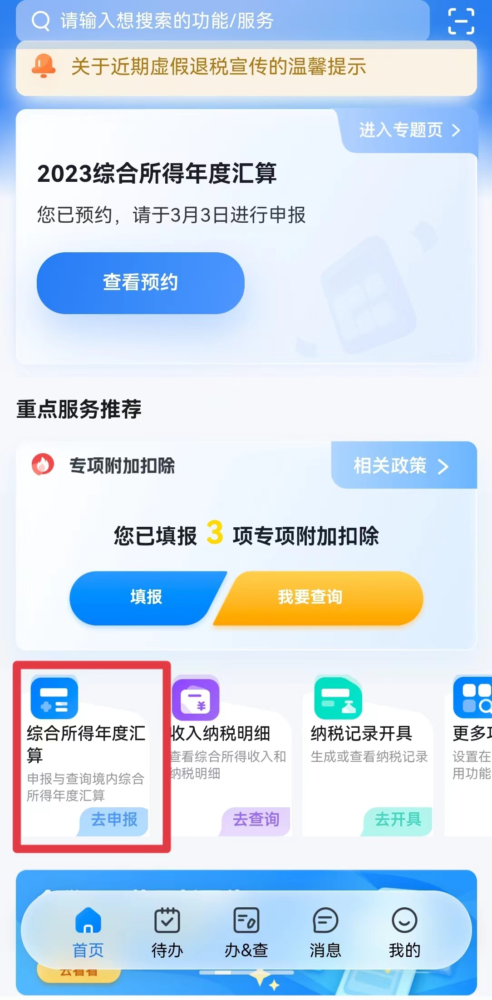 请输入想搜索的功能/服务
关于近期虚假退税宣传的温馨提示
进入专题页
2023综合所得年度汇算
您已预约，请于3月3日进行申报
查看预约
重点服务推荐
专项附加扣除
相关政策
您已填报 3 项专项附加扣除
填报
我要查询
综合所得年度汇
算
申报与查询境内综合
所得年度汇算
去申报
收入纳税明细
查看综合所得收入和
纳税明细
去查询
纳税记录开具
生成或查看纳税记录
去开具
更多
设置在
用功能
去看看
首页
待办
办&查
消息
我的